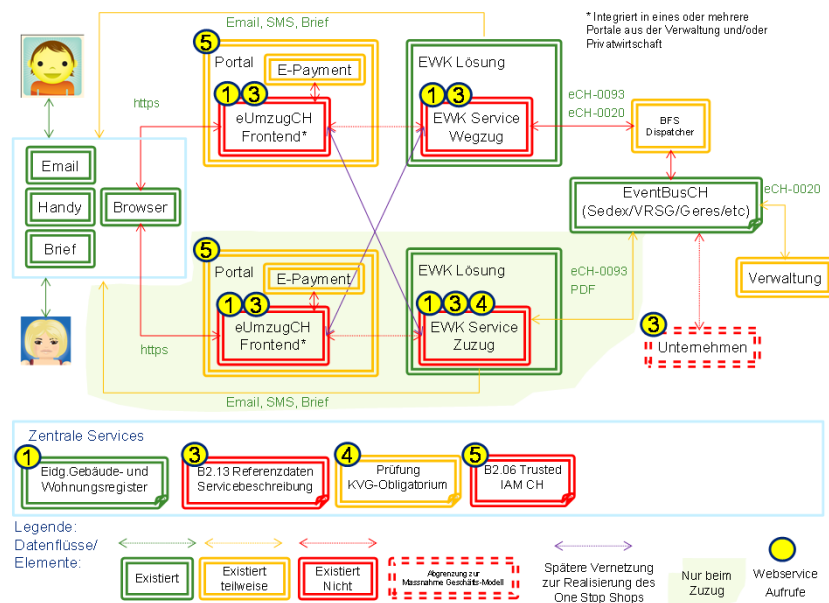 Email, SMS, Brief
* Integriert in eines oder mehrere
Portale aus der Verwaltung und/oder
Privatwirtschaft
5
Portal
E-Payment
1 3
eUmzugCH
Frontend*
https
EWK Lösung
1 3
EWK Service
Wegzug
eCH-0093
eCH-0020
BFS
Dispatcher
Email
Handy
Brief
Browser
EventBusCH
(Sedex/VRSG/Geres/etc)
eCH-0020
Verwaltung
5
Portal
E-Payment
1 3
eUmzugCH
Frontend*
https
EWK Lösung
1 3 4
EWK Service
Zuzug
eCH-0093
PDF
3
Unternehmen
Email, SMS, Brief
Zentrale Services
1
Eidg.Gebäude- und
Wohnungsregister
3
B2.13 Referenzdaten
Servicebeschreibung
4
Prüfung
KVG-Obligatorium
5
B2.06 Trusted
IAM CH
Legende:
Datenflüsse/
Elemente:
Existiert
Existiert
teilweise
Existiert
Nicht
Abgrenzung zur
Massnahme Geschäfts-Modell
Spätere Vernetzung
zur Realisierung des
One Stop Shops
Nur beim
Zuzug
Webservice
Aufrufe